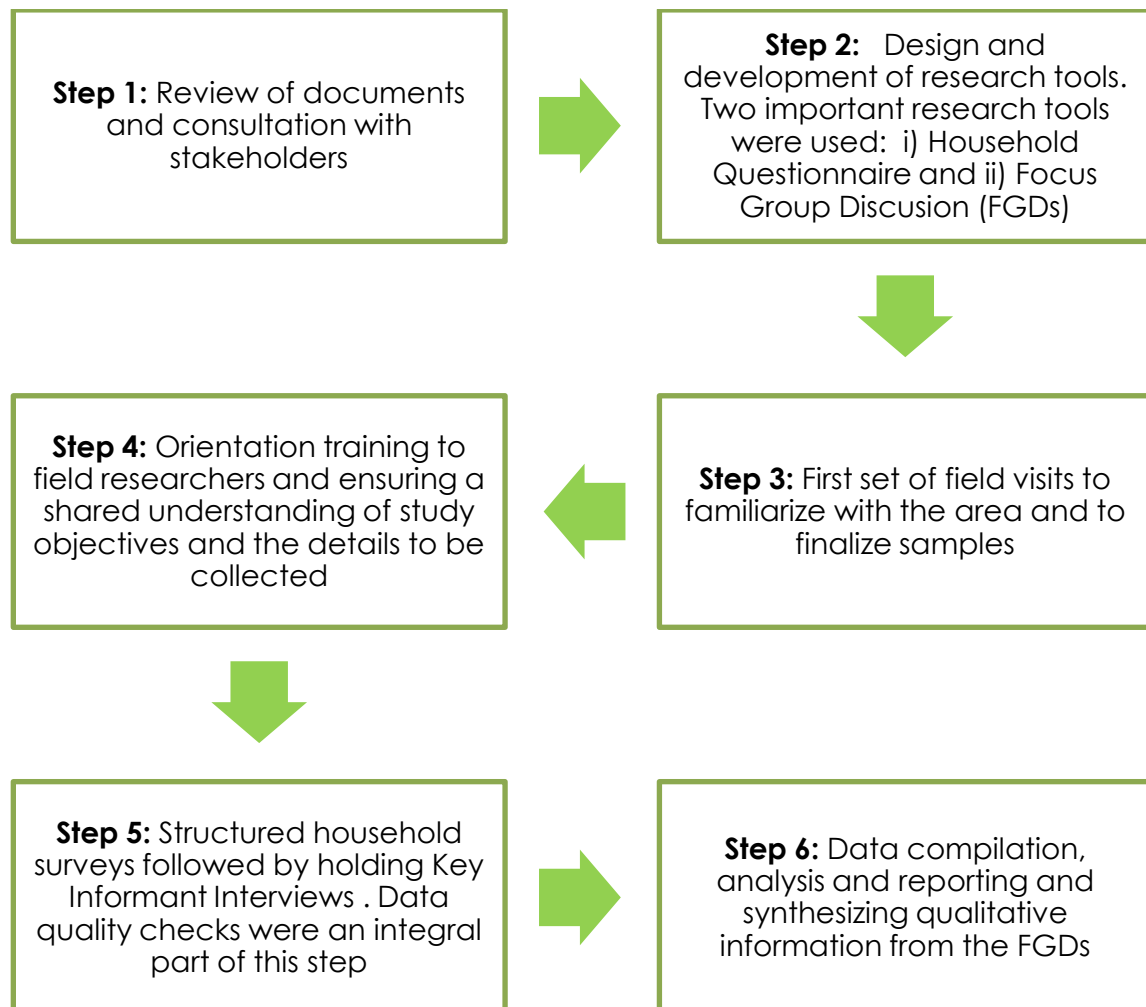 Step 1: Review of documents
and consultation with
stakeholders
Step 2: Design and
development of research tools.
Two important research tools
were used: i) Household
Questionnaire and ii) Focus
Group Discusion (FGDs)
Step 3: First set of field visits to
familiarize with the area and to
finalize samples
Step 4: Orientation training to
field researchers and ensuring a
shared understanding of study
objectives and the details to be
collected
Step 5: Structured household
surveys followed by holding Key
Informant Interviews . Data
quality checks were an integral
part of this step
Step 6: Data compilation,
analysis and reporting and
synthesizing qualitative
information from the FGDs